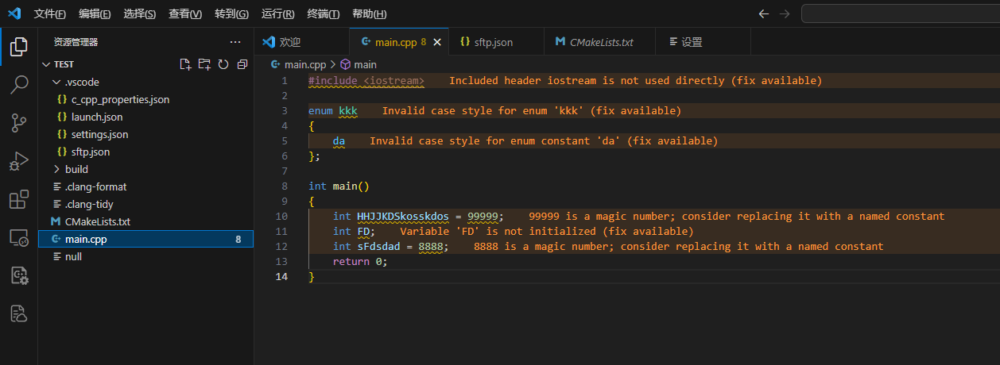 文件(F) 编辑(E) 选择(S) 查看(V) 转到(G) 运行(R) 终端(T) 帮助(H)
资源管理器 ···
欢迎 main.cpp 8 sftp.json CMakeLists.txt 设置
TEST
.vscode
c_cpp_properties.json
launch.json
settings.json
sftp.json
build
.clang-format
.clang-tidy
CMakeLists.txt
main.cpp 8
null
main.cpp > main
1 #include <iostream> Included header iostream is not used directly (fix available)
2
3 enum kkk Invalid case style for enum 'kkk' (fix available)
4 {
5 da Invalid case style for enum constant 'da' (fix available)
6 };
7
8 int main()
9 {
10 int HHJJKDSkosskdos = 99999; 99999 is a magic number; consider replacing it with a named constant
11 int FD; Variable 'FD' is not initialized (fix available)
12 int sFdsdad = 8888; 8888 is a magic number; consider replacing it with a named constant
13 return 0;
14 }